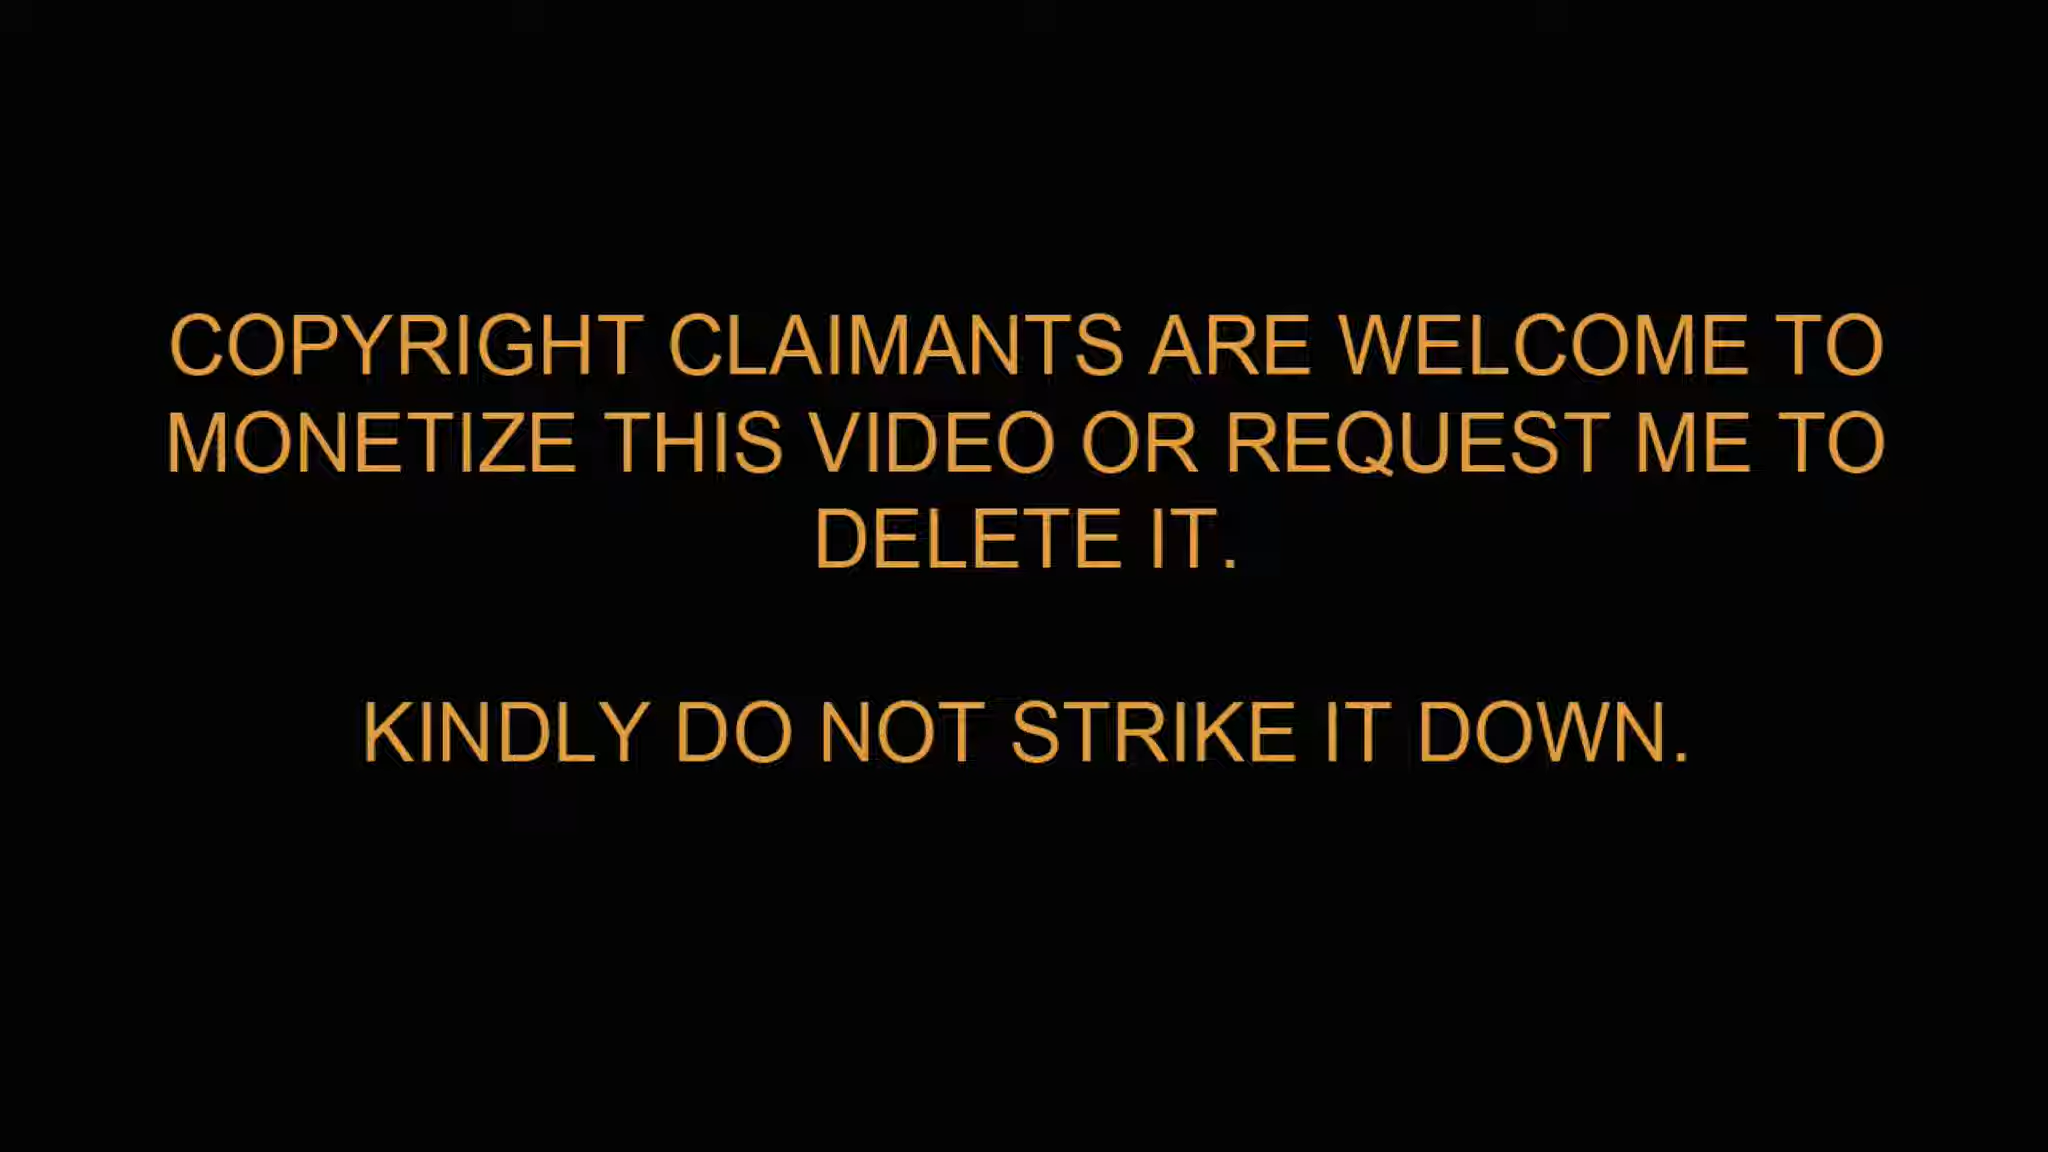 COPYRIGHT CLAIMANTS ARE WELCOME TO
MONETIZE THIS VIDEO OR REQUEST ME TO
DELETE IT.
KINDLY DO NOT STRIKE IT DOWN.